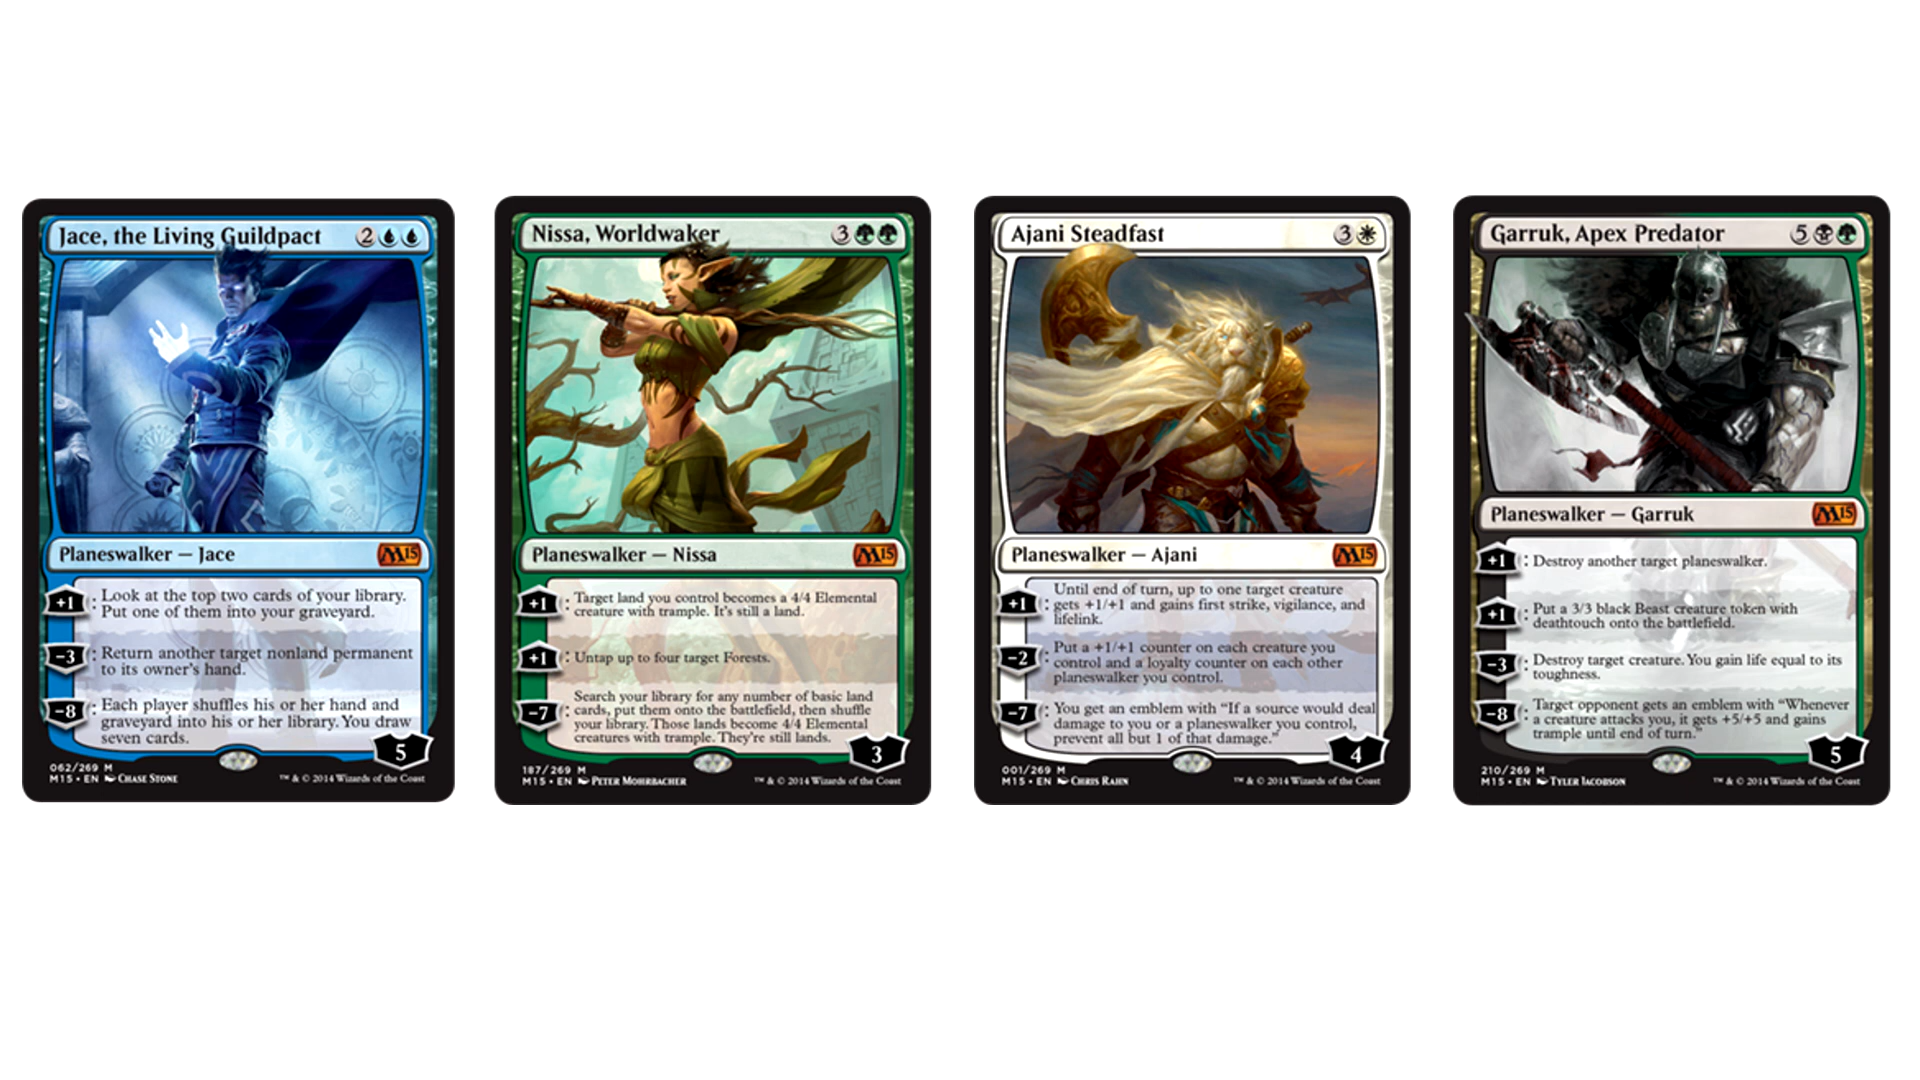 Jace, the Living Guildpact 2
Planeswalker — Jace M15
+1 : Look at the top two cards of your library.
Put one of them into your graveyard.
-3 : Return another target nonland permanent
to its owner's hand.
-8 : Each player shuffles his or her hand and
graveyard into his or her library. You draw
seven cards.
5
062/269 M
M15 • EN Chase Stone ™ & © 2014 Wizards of the Coast
Nissa, Worldwaker 3
Planeswalker — Nissa M15
+1 : Target land you control becomes a 4/4 Elemental
creature with trample. It's still a land.
+1 : Untap up to four target Forests.
-7 : Search your library for any number of basic land
cards, put them onto the battlefield, then shuffle
your library. Those lands become 4/4 Elemental
creatures with trample. They're still lands.
3
187/269 M
M15 • EN Peter Mohrbacher ™ & © 2014 Wizards of the Coast
Ajani Steadfast 3
Planeswalker — Ajani M15
+1 : Until end of turn, up to one target creature
gets +1/+1 and gains first strike, vigilance, and
lifelink.
-2 : Put a +1/+1 counter on each creature you
control and a loyalty counter on each other
planeswalker you control.
-7 : You get an emblem with “If a source would deal
damage to you or a planeswalker you control,
prevent all but 1 of that damage.”
4
001/269 M
M15 • EN Chris Rahn ™ & © 2014 Wizards of the Coast
Garruk, Apex Predator 5
Planeswalker — Garruk M15
+1 : Destroy another target planeswalker.
+1 : Put a 3/3 black Beast creature token with
deathtouch onto the battlefield.
-3 : Destroy target creature. You gain life equal to its
toughness.
-8 : Target opponent gets an emblem with “Whenever
a creature attacks you, it gets +5/+5 and gains
trample until end of turn.”
5
210/269 M
M15 • EN Tyler Jacobson ™ & © 2014 Wizards of the Coast